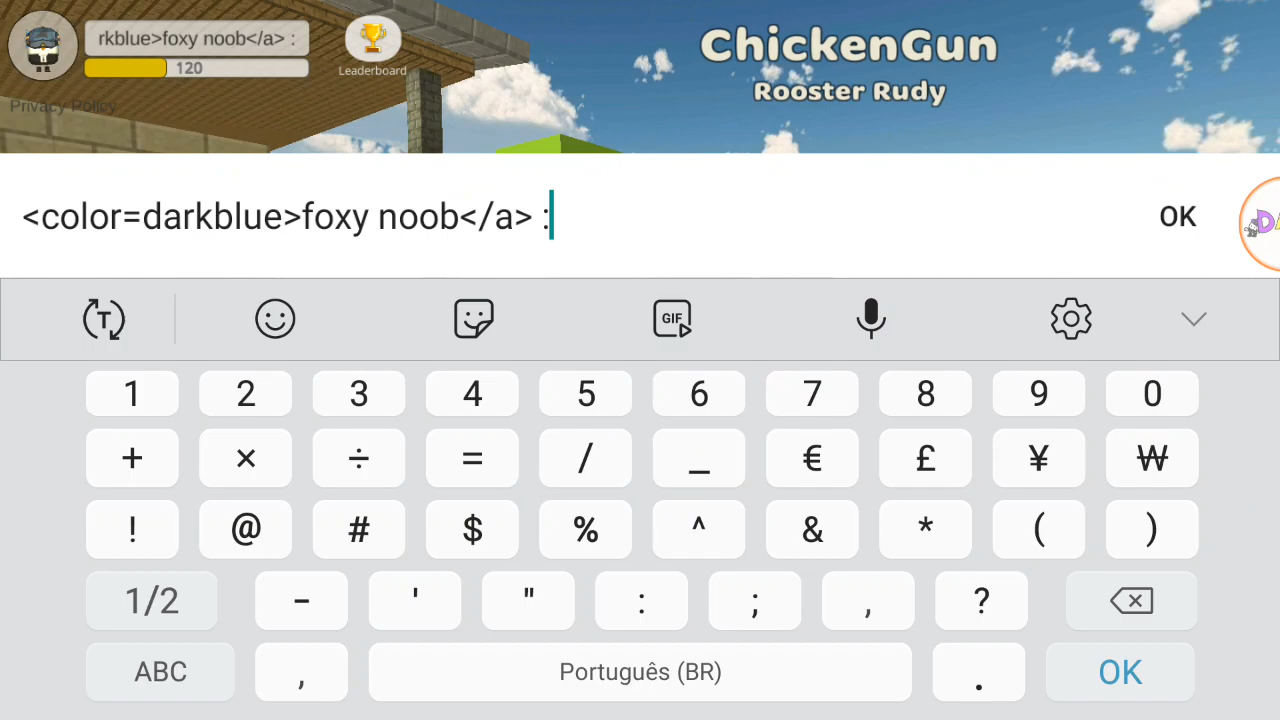 rkblue>foxy noob</a> :
120
Leaderboard
Privacy Policy
ChickenGun
Rooster Rudy
<color=darkblue>foxy noob</a> :
OK
T
GIF
1 2 3 4 5 6 7 8 9 0
+ × ÷ = / _ € £ ¥ ₩
! @ # $ % ^ & * ( )
1/2 - ' " : ; , ?
ABC , Português (BR) . OK